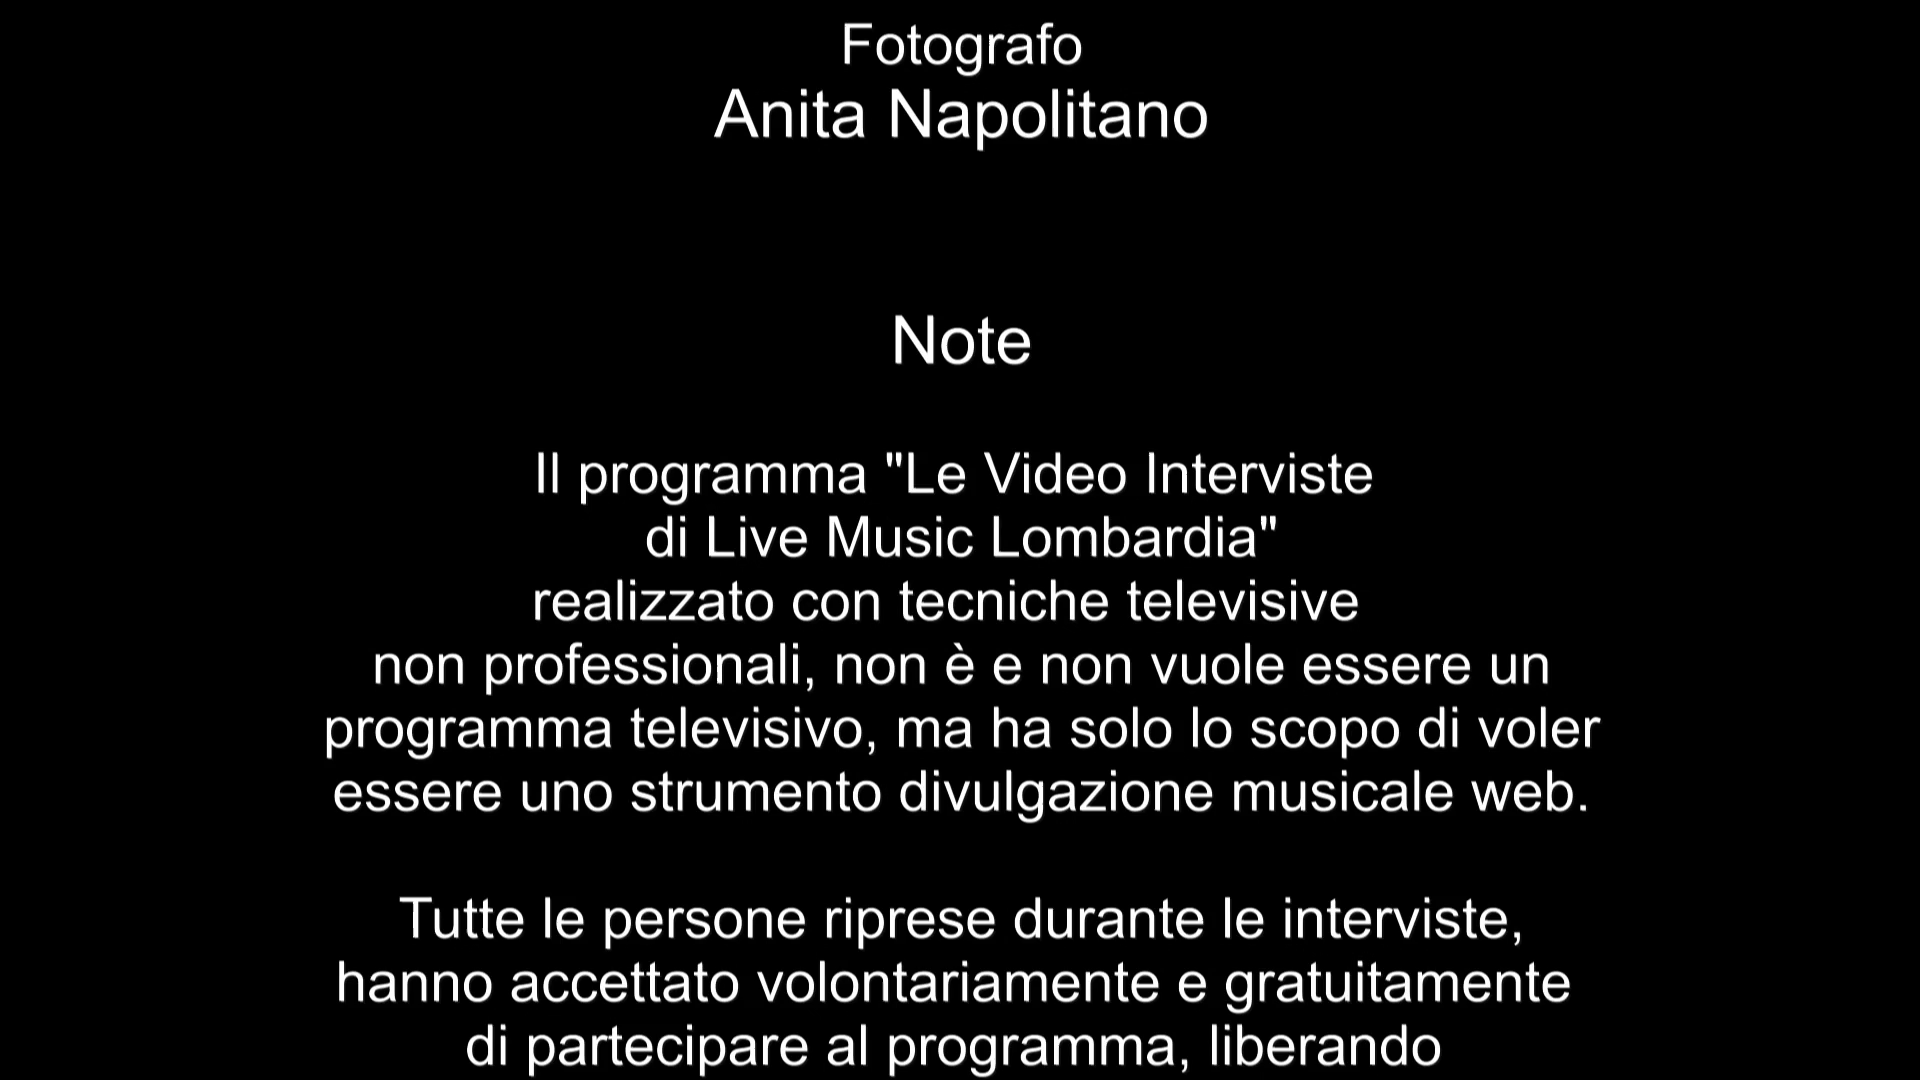 Fotografo
Anita Napolitano
Note
Il programma "Le Video Interviste
di Live Music Lombardia"
realizzato con tecniche televisive
non professionali, non è e non vuole essere un
programma televisivo, ma ha solo lo scopo di voler
essere uno strumento divulgazione musicale web.
Tutte le persone riprese durante le interviste,
hanno accettato volontariamente e gratuitamente
di partecipare al programma, liberando